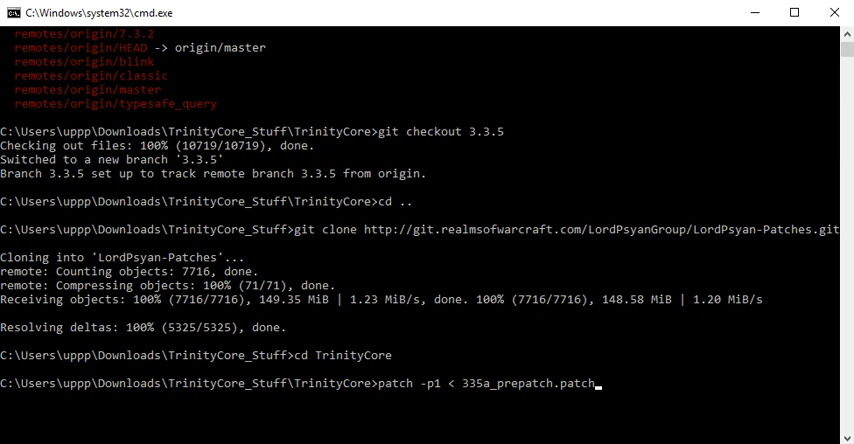 C:\Windows\system32\cmd.exe
remotes/origin/7.3.2
remotes/origin/HEAD -> origin/master
remotes/origin/blink
remotes/origin/classic
remotes/origin/master
remotes/origin/typesafe_query
C:\Users\uppp\Downloads\TrinityCore_Stuff\TrinityCore>git checkout 3.3.5
Checking out files: 100% (10719/10719), done.
Switched to a new branch '3.3.5'
Branch 3.3.5 set up to track remote branch 3.3.5 from origin.
C:\Users\uppp\Downloads\TrinityCore_Stuff\TrinityCore>cd ..
C:\Users\uppp\Downloads\TrinityCore_Stuff>git clone http://git.realmsofwarcraft.com/LordPsyanGroup/LordPsyan-Patches.git
Cloning into 'LordPsyan-Patches'...
remote: Counting objects: 7716, done.
remote: Compressing objects: 100% (71/71), done.
Receiving objects: 100% (7716/7716), 149.35 MiB | 1.23 MiB/s, done. 100% (7716/7716), 148.58 MiB | 1.20 MiB/s
Resolving deltas: 100% (5325/5325), done.
C:\Users\uppp\Downloads\TrinityCore_Stuff>cd TrinityCore
C:\Users\uppp\Downloads\TrinityCore_Stuff\TrinityCore>patch -p1 < 335a_prepatch.patch